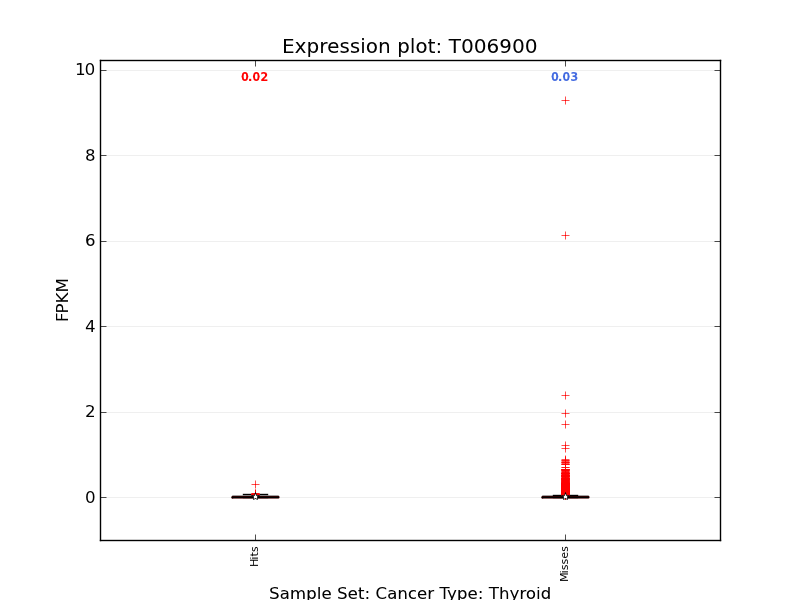 Expression plot: T006900
10
0.02
0.03
8
6
4
2
0
FPKM
Hits
Misses
Sample Set: Cancer Type: Thyroid